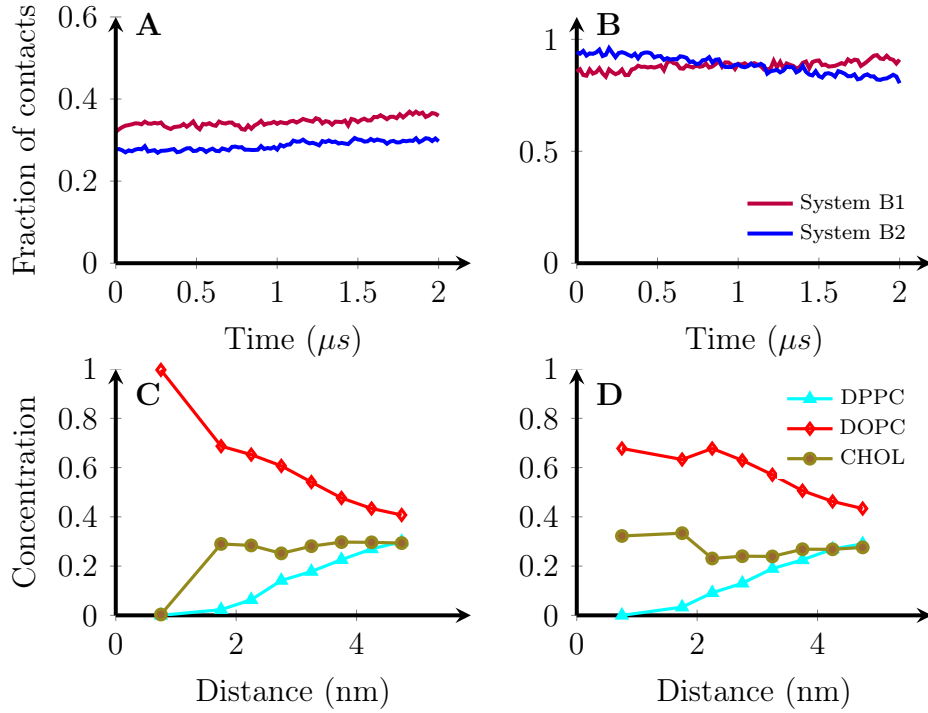 A
Fraction of contacts
0.6
0.4
0.2
0
0 0.5 1 1.5 2
Time (μs)
B
1
0.5
0
System B1
System B2
0 0.5 1 1.5 2
Time (μs)
C
Concentration
1
0.8
0.6
0.4
0.2
0
0 2 4
Distance (nm)
D
1
0.8
0.6
0.4
0.2
0
DPPC
DOPC
CHOL
0 2 4
Distance (nm)